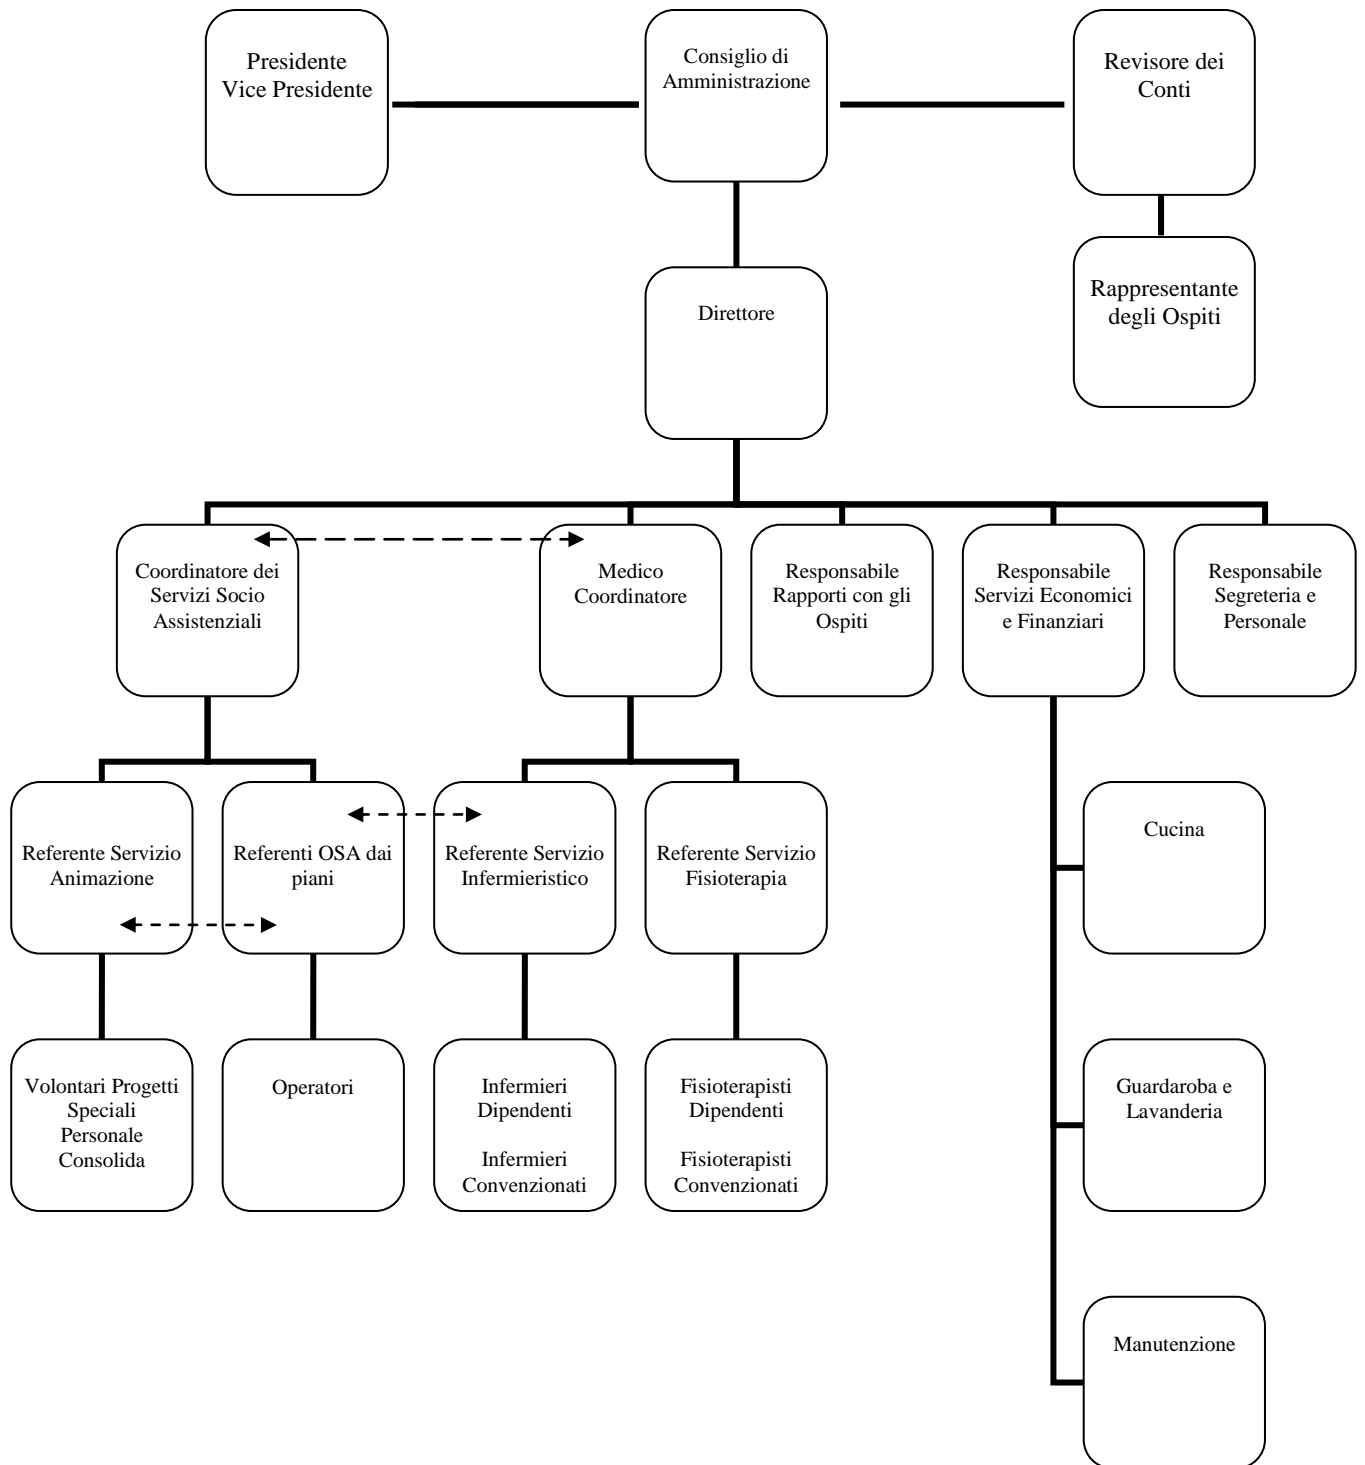 Presidente
Vice Presidente
Consiglio di
Amministrazione
Revisore dei
Conti
Rappresentante
degli Ospiti
Direttore
Coordinatore dei
Servizi Socio
Assistenziali
Medico
Coordinatore
Responsabile
Rapporti con gli
Ospiti
Responsabile
Servizi Economici
e Finanziari
Responsabile
Segreteria e
Personale
Referente Servizio
Animazione
Referenti OSA dai
piani
Referente Servizio
Infermieristico
Referente Servizio
Fisioterapia
Cucina
Volontari Progetti
Speciali
Personale
Consolida
Operatori
Infermieri
Dipendenti
Infermieri
Convenzionati
Fisioterapisti
Dipendenti
Fisioterapisti
Convenzionati
Guardaroba e
Lavanderia
Manutenzione